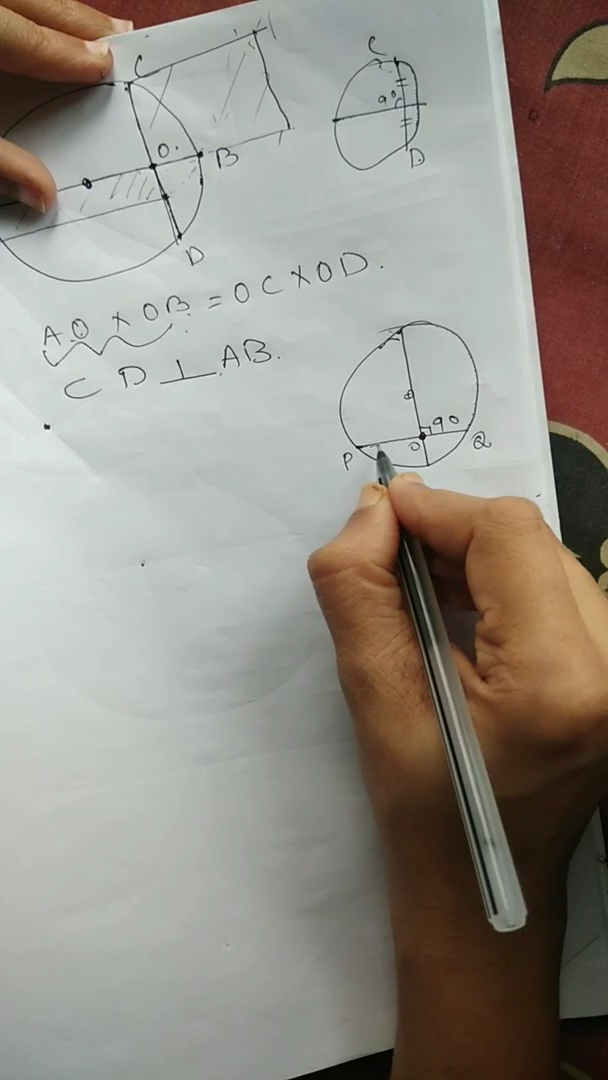 C
O.
B
D
C
90
D
AO × OB = OC × OD.
CD ⊥ AB.
90
P
O
Q